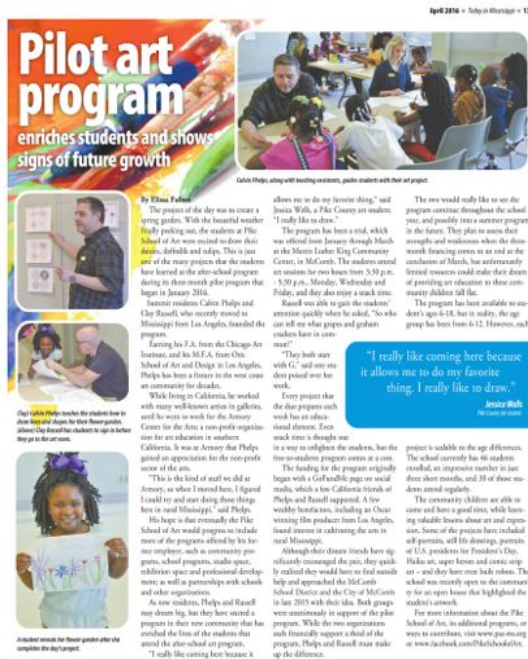 April 2016 • Today in Mississippi • 13
Pilot art
program
enriches students and shows
signs of future growth
Calvin Phelps, along with teaching assistants, guides students with their art project.
(Top) Calvin Phelps teaches the students how to
draw lines and shapes for their flower garden.
(Above) Clay Russell has students to sign in before
they go to the art room.
A student reveals her flower garden after she
completes the day's project.
By Elissa Fulton
The project of the day was to create a
spring garden. With the beautiful weather
finally peeking out, the students at Pike
School of Art were excited to draw their
daisies, daffodils and tulips. This is just
one of the many projects that the students
have learned at the after-school program
during its three-month pilot program that
began in January 2016.
Summit residents Calvin Phelps and
Clay Russell, who recently moved to
Mississippi from Los Angeles, founded the
program.
Earning his F.A. from the Chicago Art
Institute, and his M.F.A. from Otis
School of Art and Design in Los Angeles,
Phelps has been a fixture in the west coast
art community for decades.
While living in California, he worked
with many well-known artists in galleries,
until he went to work for the Armory
Center for the Arts; a non-profit organiza-
tion for art education in southern
California. It was at Armory that Phelps
gained an appreciation for the non-profit
sector of the arts.
"This is the kind of stuff we did at
Armory, so when I moved here, I figured
I could try and start doing those things
here in rural Mississippi," said Phelps.
His hope is that eventually the Pike
School of Art would progress to include
more of the programs offered by his for-
mer employer, such as community pro-
grams, school programs, studio space,
exhibition space and professional develop-
ment; as well as partnerships with schools
and other organizations.
As new residents, Phelps and Russell
may dream big, but they have started a
program in their new community that has
enriched the lives of the students that
attend the after-school art program.
"I really like coming here because it
allows me to do my favorite thing," said
Jessica Walls, a Pike County art student.
"I really like to draw."
The program has been a trial, which
was offered from January through March
at the Martin Luther King Community
Center, in McComb. The students attend
art sessions for two hours from 3:30 p.m.
- 5:30 p.m., Monday, Wednesday and
Friday, and they also enjoy a snack time.
Russell was able to gain the students'
attention quickly when he asked, "So who
can tell me what grapes and graham
crackers have in com-
mon?"
"They both start
with G," said one stu-
dent poised over her
work.
Every project that
the duo prepares each
week has an educa-
tional element. Even
snack time is thought out
in a way to enlighten the students, but the
free-to-students program comes at a cost.
The funding for the program originally
began with a GoFundMe page on social
media, which a few California friends of
Phelps and Russell supported. A few
wealthy benefactors, including an Oscar
winning film producer from Los Angeles,
found interest in cultivating the arts in
rural Mississippi.
Although their distant friends have sig-
nificantly encouraged the pair, they quick-
ly realized they would have to find outside
help and approached the McComb
School District and the City of McComb
in late 2015 with their idea. Both groups
were unanimously in support of the pilot
program. While the two organizations
each financially support a third of the
program, Phelps and Russell must make
up the difference.
The two would really like to see the
program continue throughout the school
year, and possibly into a summer program
in the future. They plan to assess their
strengths and weaknesses when the three-
month financing comes to an end at the
conclusion of March, but unfortunately
limited resources could make their dream
of providing art education to these com-
munity children fall flat.
The program has been available to stu-
dent's ages 4-18, but in reality, the age
group has been from 6-12. However, each
"I really like coming here because
it allows me to do my favorite
thing. I really like to draw."
Jessica Walls
Pike County art student
project is scalable to the age differences.
The school currently has 46 students
enrolled, an impressive number in just
three short months, and 30 of those stu-
dents attend regularly.
The community children are able to
come and have a good time, while learn-
ing valuable lessons about art and expres-
sion. Some of the projects have included
self-portraits, still life drawings, portraits
of U.S. presidents for President's Day,
Haiku art, super heroes and comic strip
art – and they have even built robots. The
school was recently open to the communi-
ty for an open house that highlighted the
student's artwork.
For more information about the Pike
School of Art, its additional programs, or
ways to contribute, visit www.psa-ms.org
or www.facebook.com/PikeSchoolofArt.